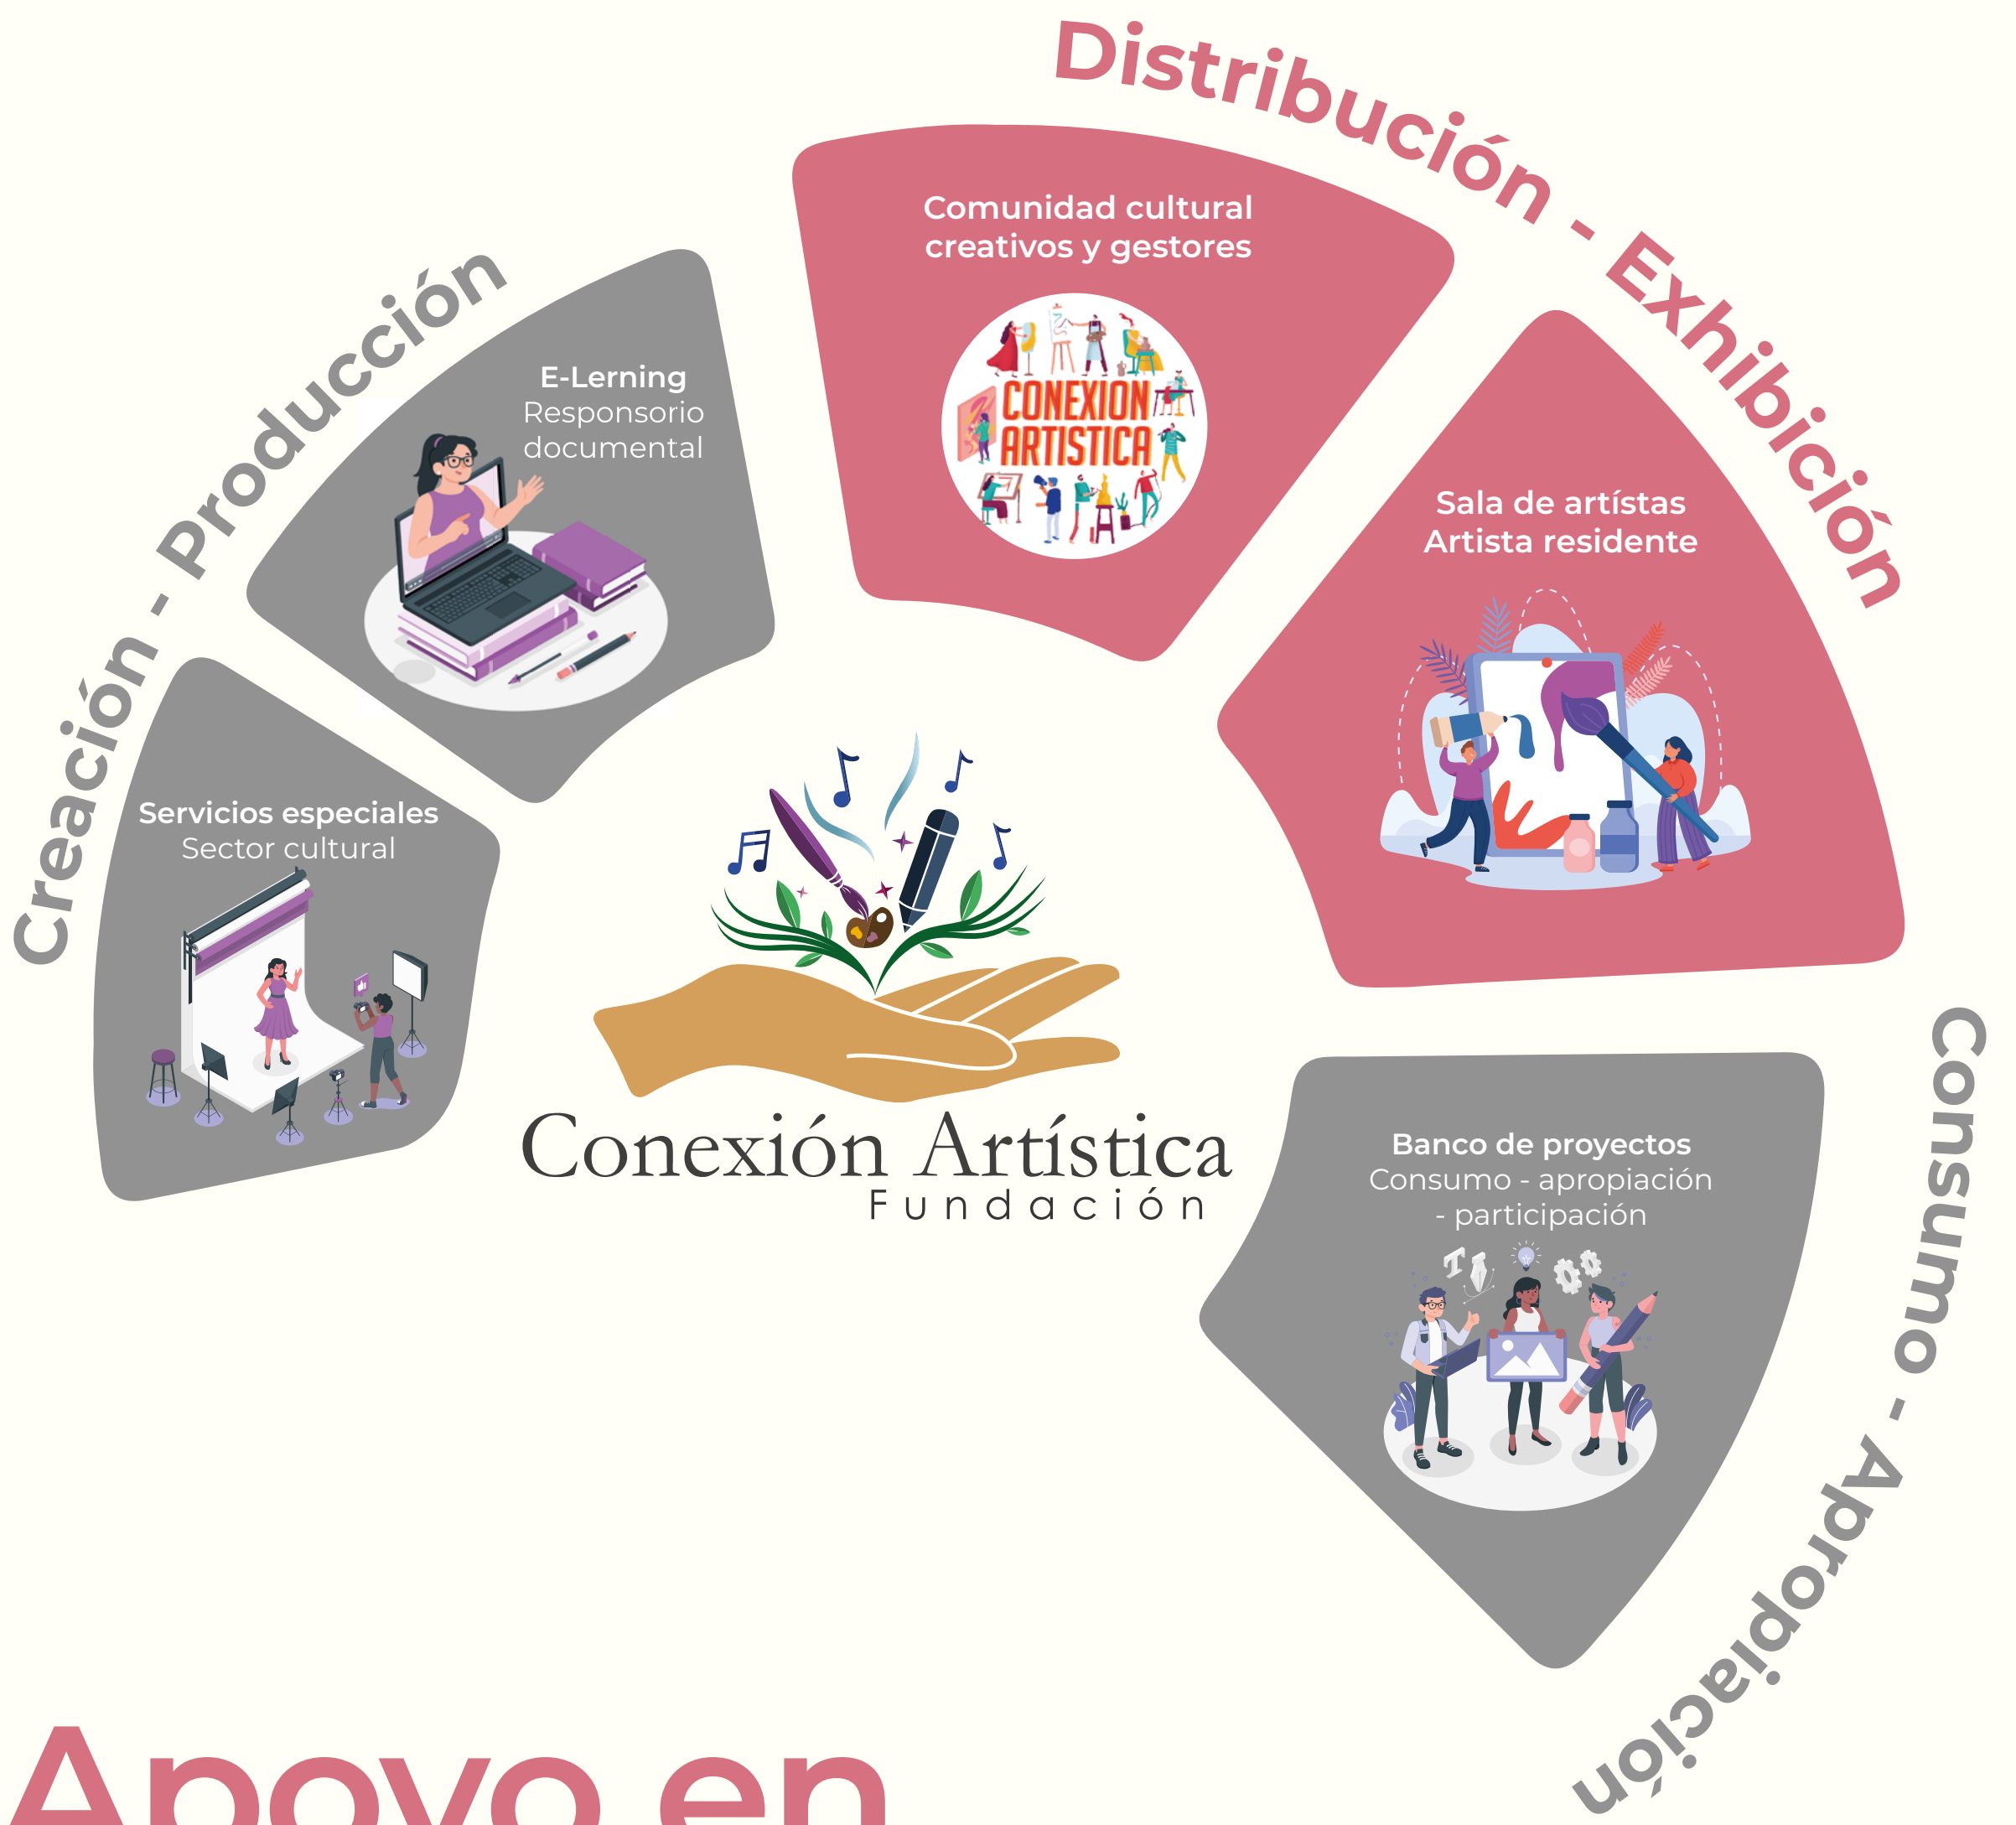 Creación - Producción
Distribución - Exhibición
Consumo - Apropiación
Servicios especiales
Sector cultural
E-Lerning
Responsorio
documental
Comunidad cultural
creativos y gestores
CONEXION
ARTISTICA
Sala de artístas
Artista residente
Banco de proyectos
Consumo - apropiación
- participación
Conexión Artística
Fundación
Apoyo en